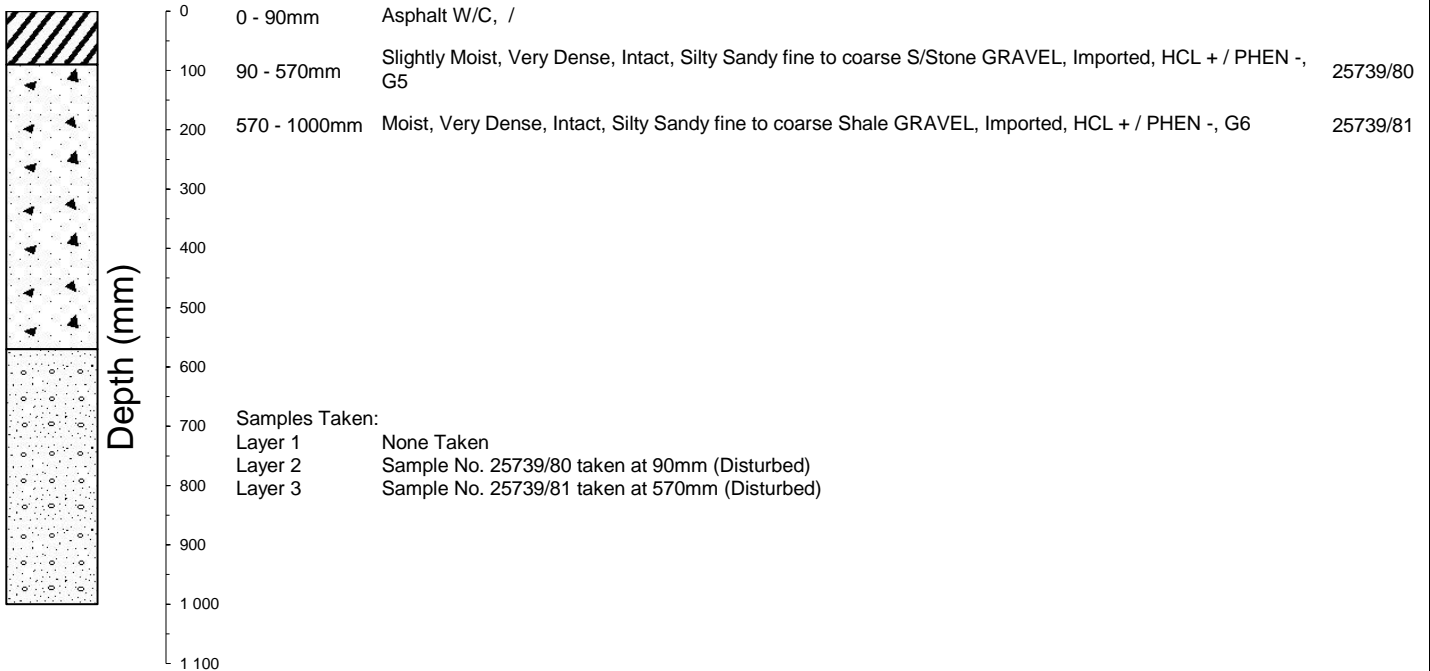 0
100
200
300
400
500
600
700
800
900
1 000
1 100
Depth (mm)
0 - 90mm Asphalt W/C, /
90 - 570mm Slightly Moist, Very Dense, Intact, Silty Sandy fine to coarse S/Stone GRAVEL, Imported, HCL + / PHEN -,
G5 25739/80
570 - 1000mm Moist, Very Dense, Intact, Silty Sandy fine to coarse Shale GRAVEL, Imported, HCL + / PHEN -, G6 25739/81
Samples Taken:
Layer 1 None Taken
Layer 2 Sample No. 25739/80 taken at 90mm (Disturbed)
Layer 3 Sample No. 25739/81 taken at 570mm (Disturbed)